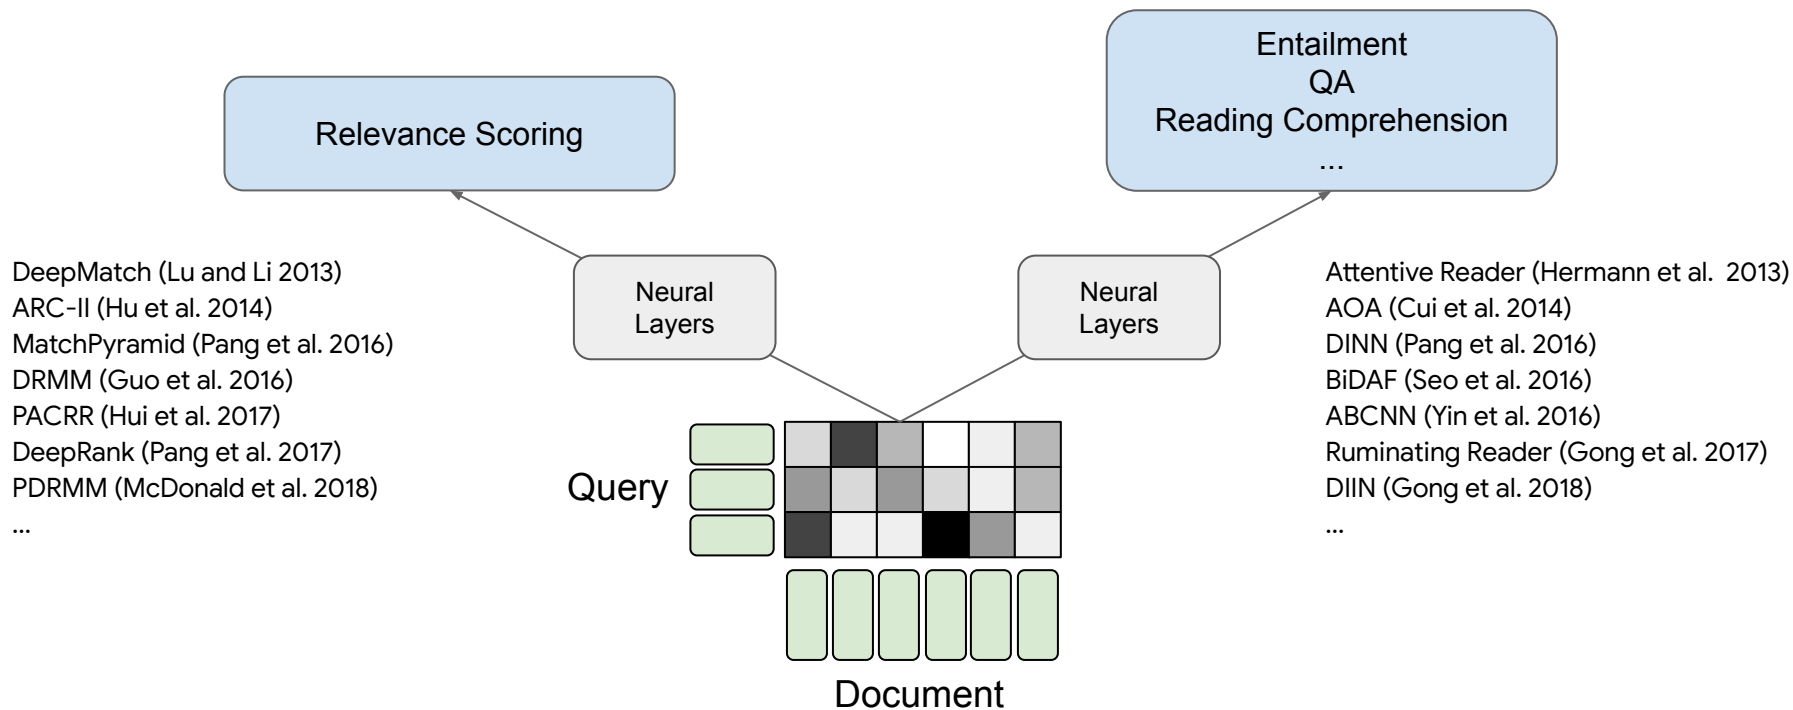 Entailment
QA
Reading Comprehension
...
Relevance Scoring
DeepMatch (Lu and Li 2013)
ARC-II (Hu et al. 2014)
MatchPyramid (Pang et al. 2016)
DRMM (Guo et al. 2016)
PACRR (Hui et al. 2017)
DeepRank (Pang et al. 2017)
PDRMM (McDonald et al. 2018)
...
Neural
Layers
Neural
Layers
Attentive Reader (Hermann et al.  2013)
AOA (Cui et al. 2014)
DINN (Pang et al. 2016)
BiDAF (Seo et al. 2016)
ABCNN (Yin et al. 2016)
Ruminating Reader (Gong et al. 2017)
DIIN (Gong et al. 2018)
...
Query
Document